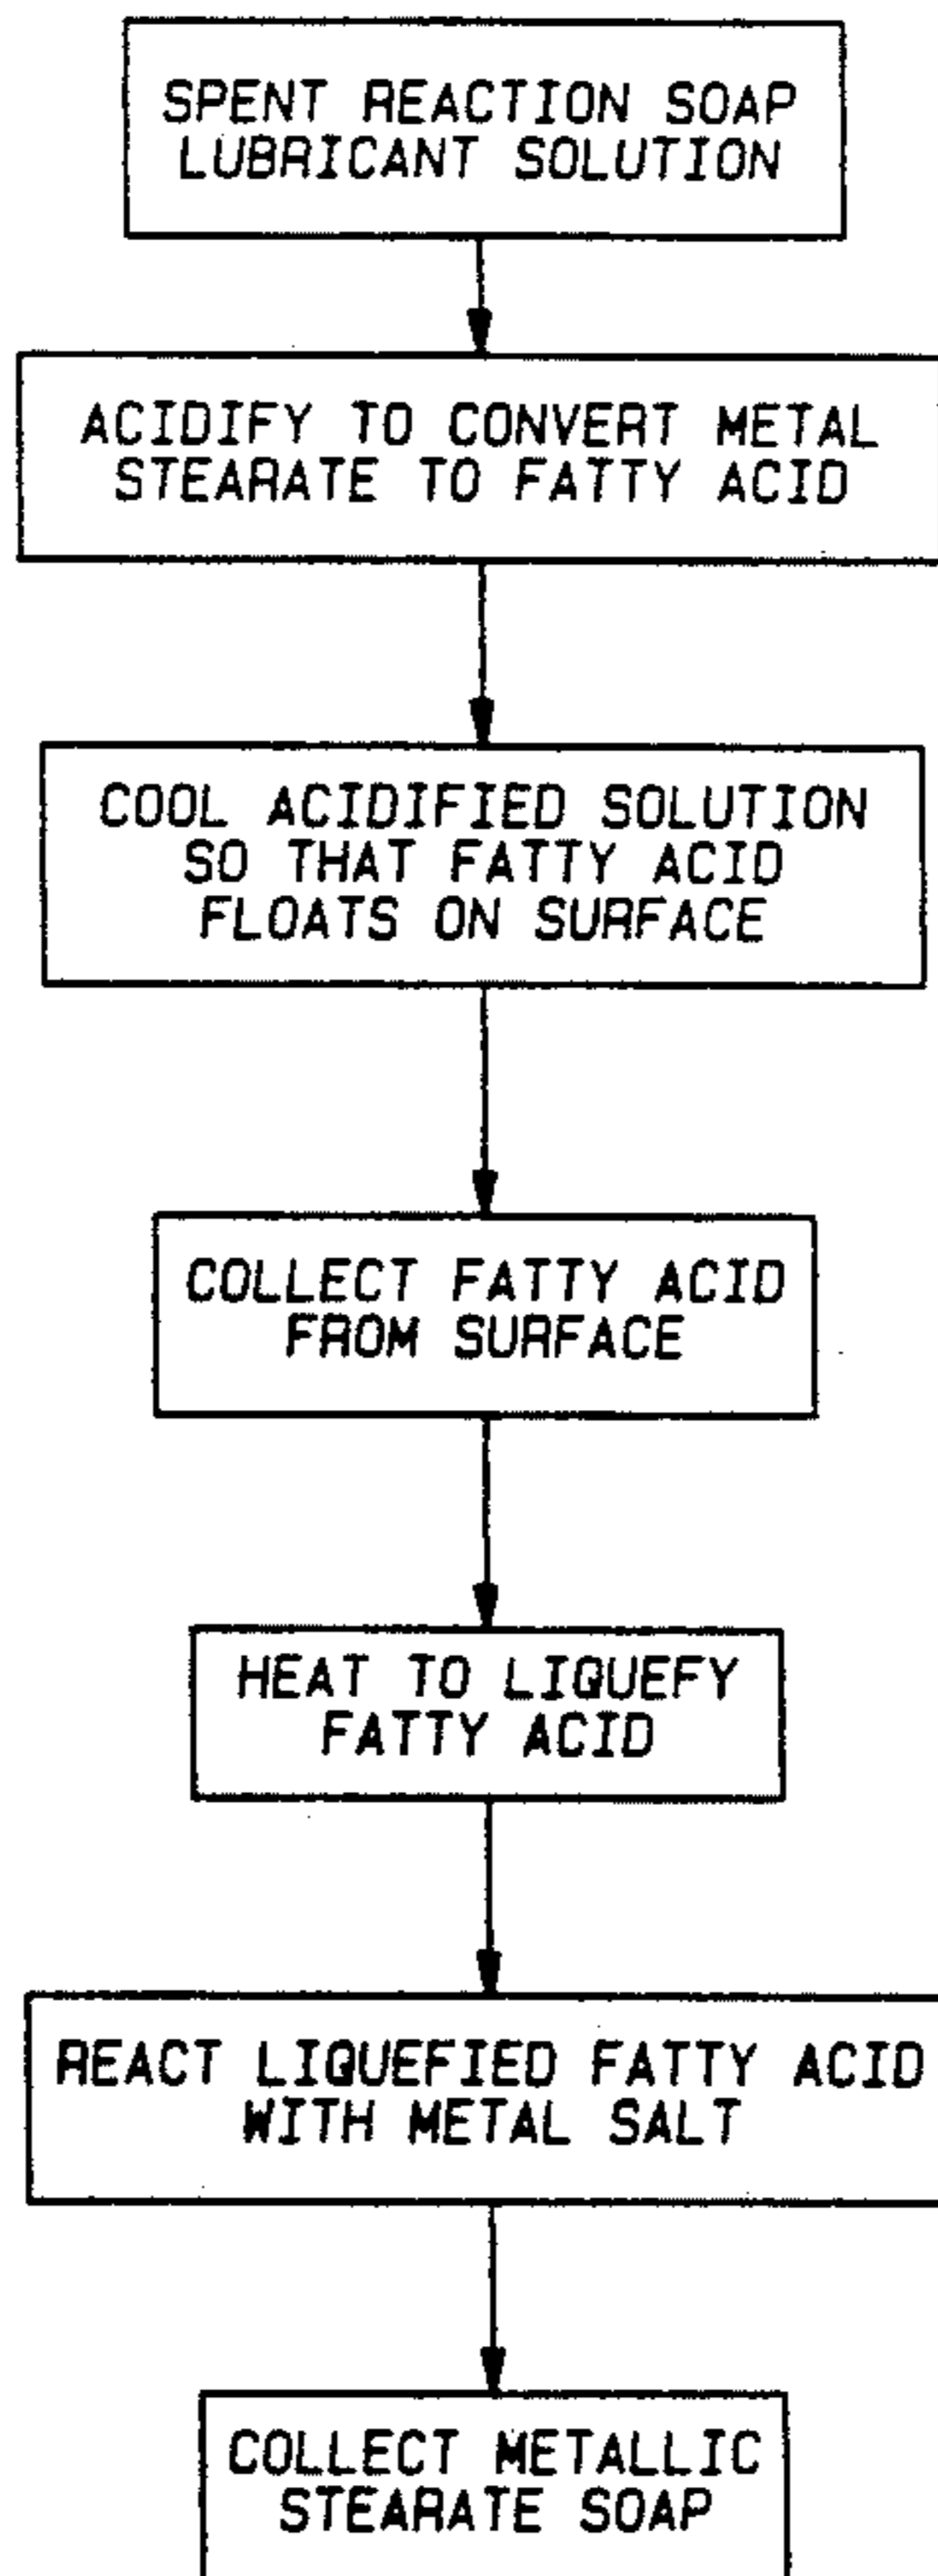 SPENT REACTION SOAP
LUBRICANT SOLUTION
ACIDIFY TO CONVERT METAL
STEARATE TO FATTY ACID
COOL ACIDIFIED SOLUTION
SO THAT FATTY ACID
FLOATS ON SURFACE
COLLECT FATTY ACID
FROM SURFACE
HEAT TO LIQUEFY
FATTY ACID
REACT LIQUEFIED FATTY ACID
WITH METAL SALT
COLLECT METALLIC
STEARATE SOAP